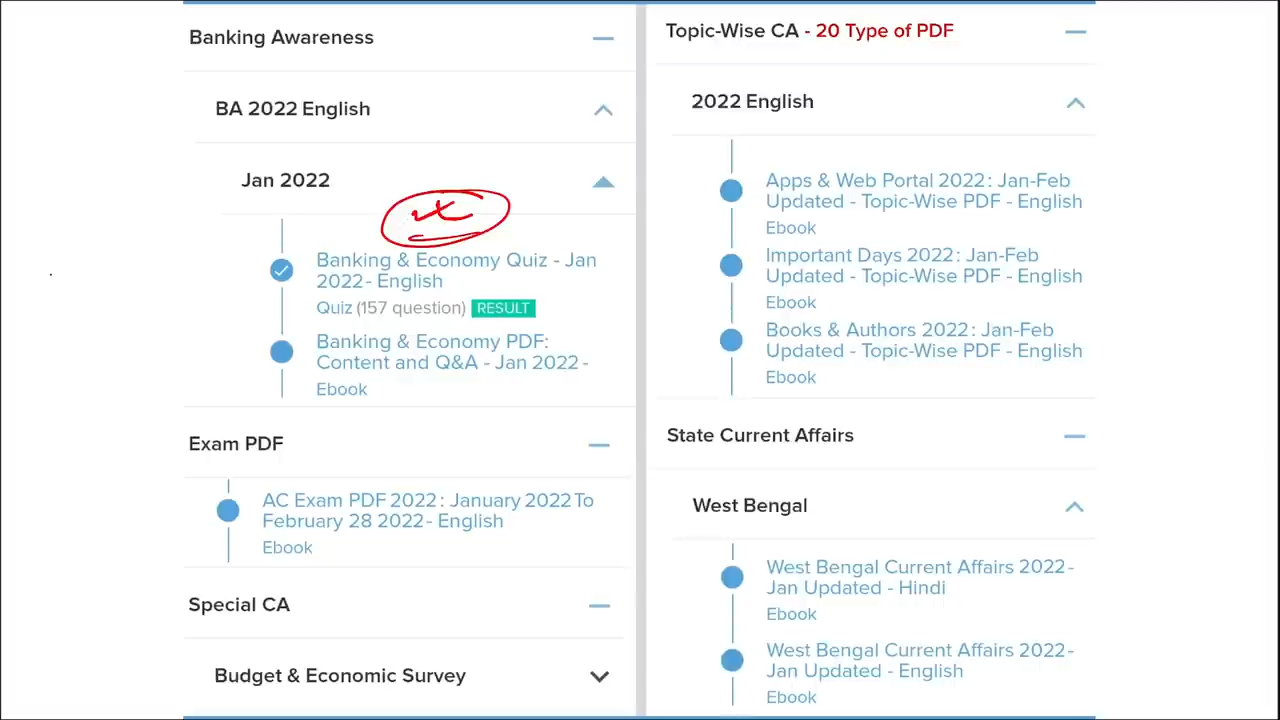 Banking Awareness
BA 2022 English
Jan 2022
Banking & Economy Quiz - Jan
2022 - English
Quiz (157 question) RESULT
Banking & Economy PDF:
Content and Q&A - Jan 2022 -
Ebook
Exam PDF
AC Exam PDF 2022 : January 2022 To
February 28 2022 - English
Ebook
Special CA
Budget & Economic Survey
Topic-Wise CA - 20 Type of PDF
2022 English
Apps & Web Portal 2022 : Jan-Feb
Updated - Topic-Wise PDF - English
Ebook
Important Days 2022 : Jan-Feb
Updated - Topic-Wise PDF - English
Ebook
Books & Authors 2022 : Jan-Feb
Updated - Topic-Wise PDF - English
Ebook
State Current Affairs
West Bengal
West Bengal Current Affairs 2022 -
Jan Updated - Hindi
Ebook
West Bengal Current Affairs 2022 -
Jan Updated - English
Ebook